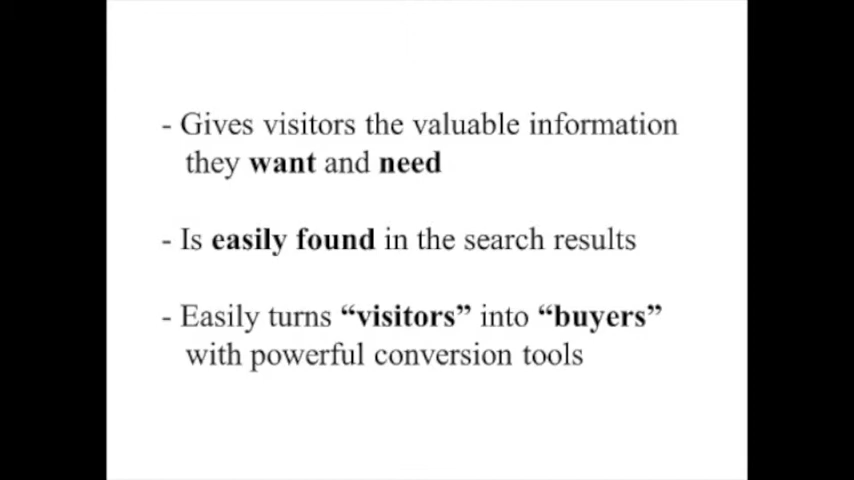 - Gives visitors the valuable information
they want and need
- Is easily found in the search results
- Easily turns “visitors” into “buyers”
with powerful conversion tools